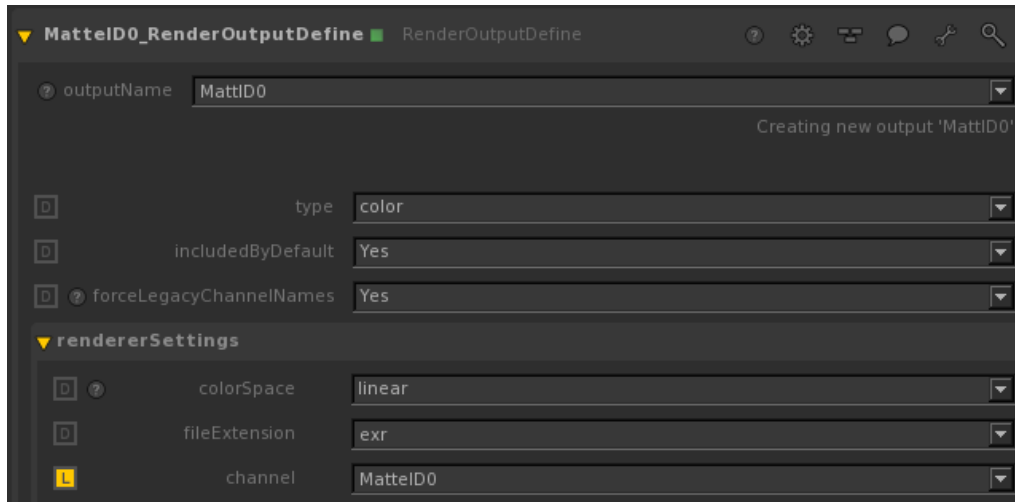 MatteID0_RenderOutputDefine RenderOutputDefine ?
? outputName MattID0
Creating new output 'MattID0'
D type color
D includedByDefault Yes
D ? forceLegacyChannelNames Yes
rendererSettings
D ? colorSpace linear
D fileExtension exr
L channel MatteID0